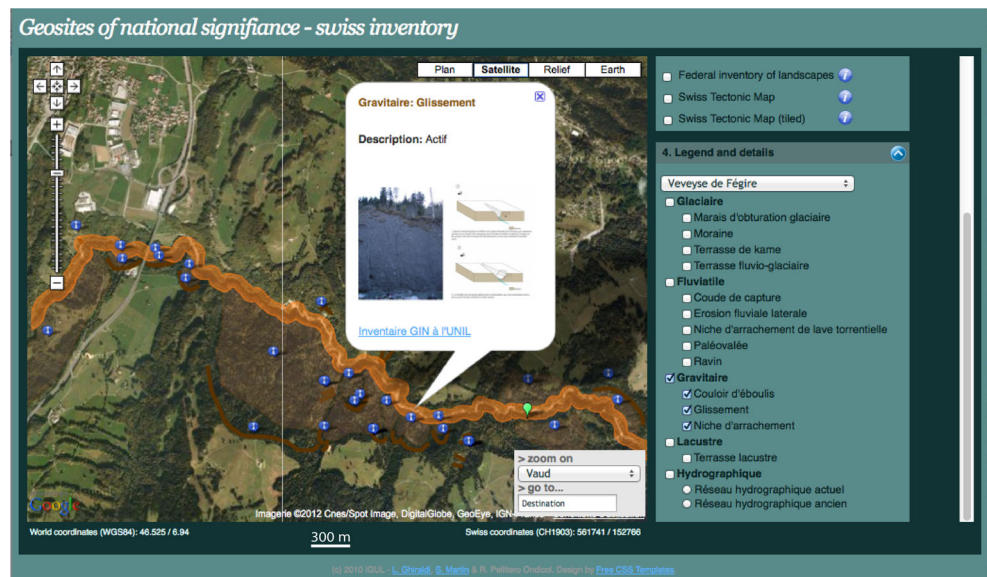 Geosites of national signifiance - swiss inventory
Plan
Satellite
Relief
Earth
Gravitaire: Glissement
Description: Actif
Inventaire GIN à l'UNIL
> zoom on
Vaud
> go to...
Destination
Google
Imagerie ©2012 Cnes/Spot Image, DigitalGlobe, GeoEye, IGN
World coordinates (WGS84): 46.525 / 6.94
300 m
Swiss coordinates (CH1903): 561741 / 152766
Federal inventory of landscapes
Swiss Tectonic Map
Swiss Tectonic Map (tiled)
4. Legend and details
Veveyse de Fégire
Glaciaire
Marais d'obturation glaciaire
Moraine
Terrasse de kame
Terrasse fluvio-glaciaire
Fluviatile
Coude de capture
Erosion fluviale laterale
Niche d'arrachement de lave torrentielle
Paléovalée
Ravin
Gravitaire
Couloir d'éboulis
Glissement
Niche d'arrachement
Lacustre
Terrasse lacustre
Hydrographique
Réseau hydrographique actuel
Réseau hydrographique ancien
(c) 2010 IGUL - L. Ghiraldi, S. Martin & R. Pellitero Ondicol. Design by Free CSS Templates.